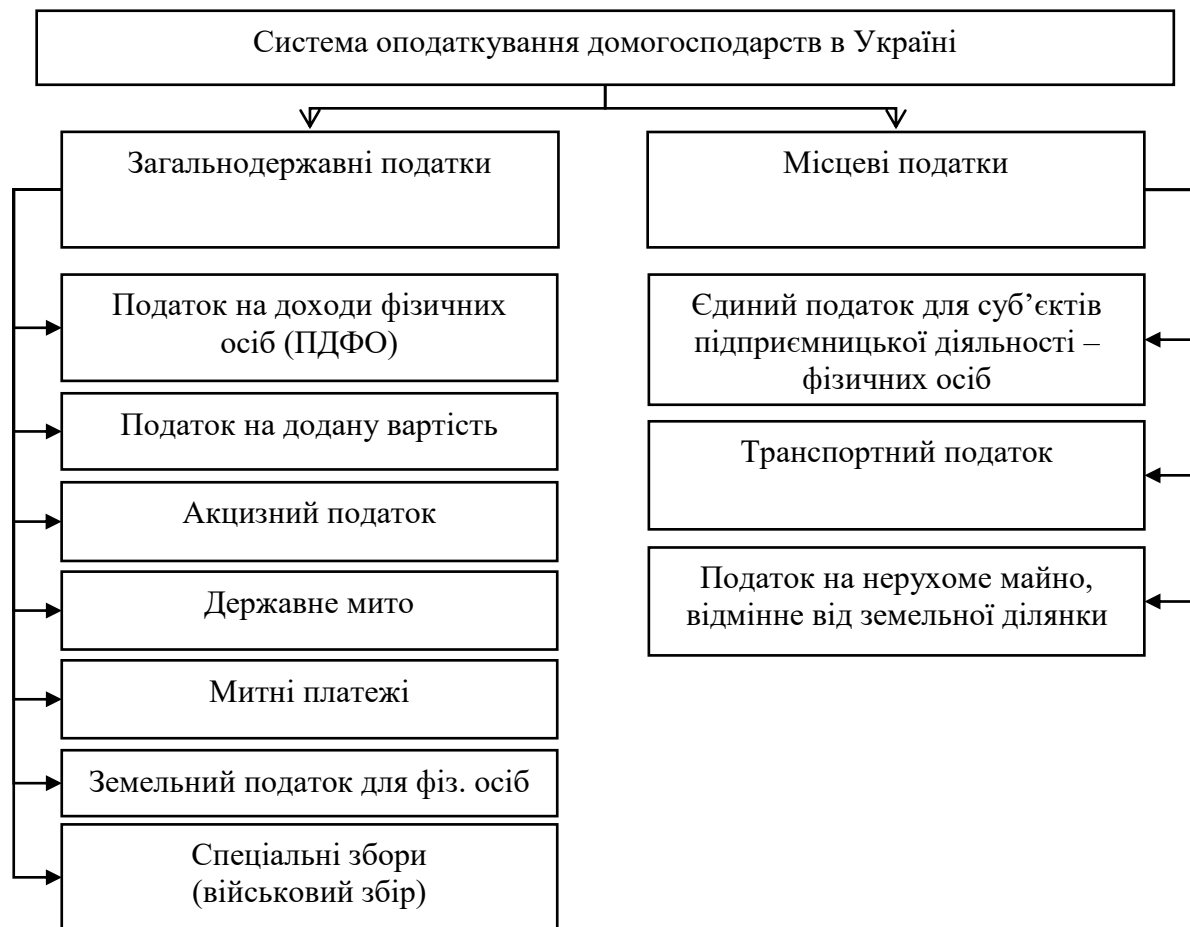 Система оподаткування домогосподарств в Україні
Загальнодержавні податки
Місцеві податки
Податок на доходи фізичних
осіб (ПДФО)
Податок на додану вартість
Акцизний податок
Державне мито
Митні платежі
Земельний податок для фіз. осіб
Спеціальні збори
(військовий збір)
Єдиний податок для суб’єктів
підприємницької діяльності –
фізичних осіб
Транспортний податок
Податок на нерухоме майно,
відмінне від земельної ділянки